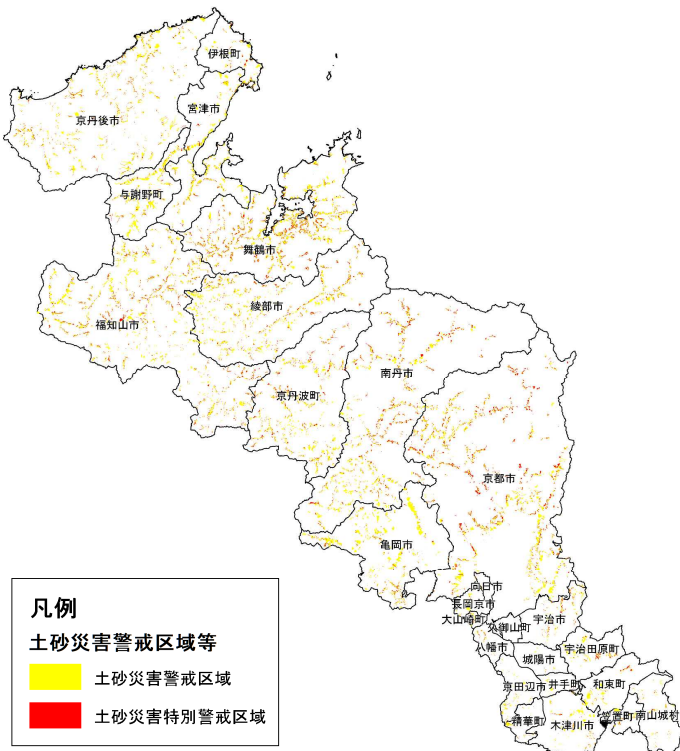 伊根町
宮津市
京丹後市
与謝野町
舞鶴市
綾部市
福知山市
南丹市
京丹波町
京都市
亀岡市
向日市
長岡京市
大山崎町
久御山町
宇治市
八幡市
宇治田原町
城陽市
京田辺市
井手町
和束町
精華町
木津川市
笠置町
南山城村
凡例
土砂災害警戒区域等
土砂災害警戒区域
土砂災害特別警戒区域